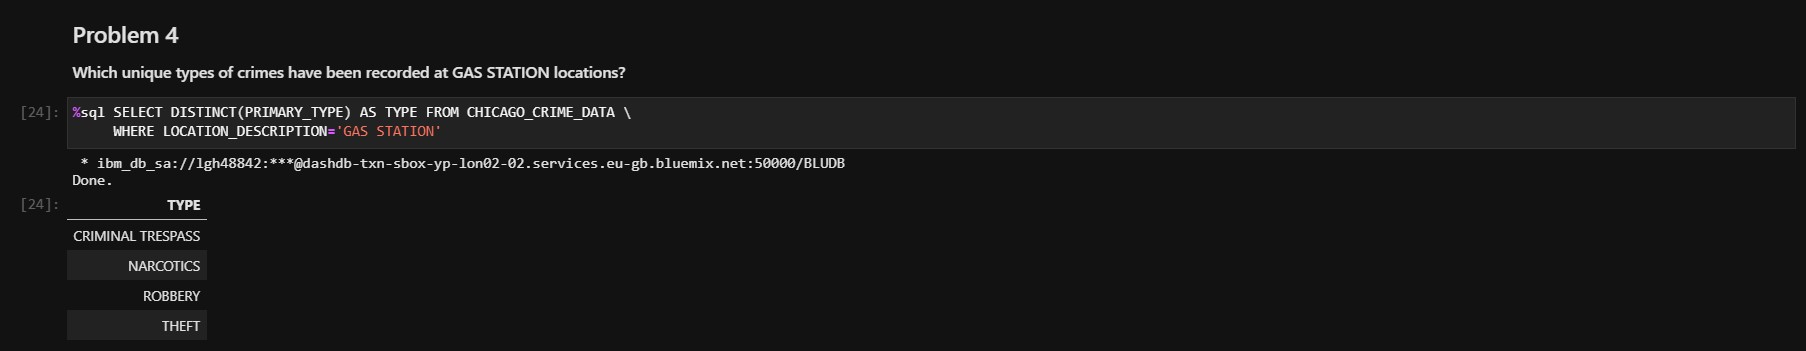 Problem 4
Which unique types of crimes have been recorded at GAS STATION locations?
[24]: %sql SELECT DISTINCT(PRIMARY_TYPE) AS TYPE FROM CHICAGO_CRIME_DATA \
WHERE LOCATION_DESCRIPTION='GAS STATION'
* ibm_db_sa://lgh48842:***@dashdb-txn-sbox-yp-lon02-02.services.eu-gb.bluemix.net:50000/BLUDB
Done.
[24]: TYPE
CRIMINAL TRESPASS
NARCOTICS
ROBBERY
THEFT